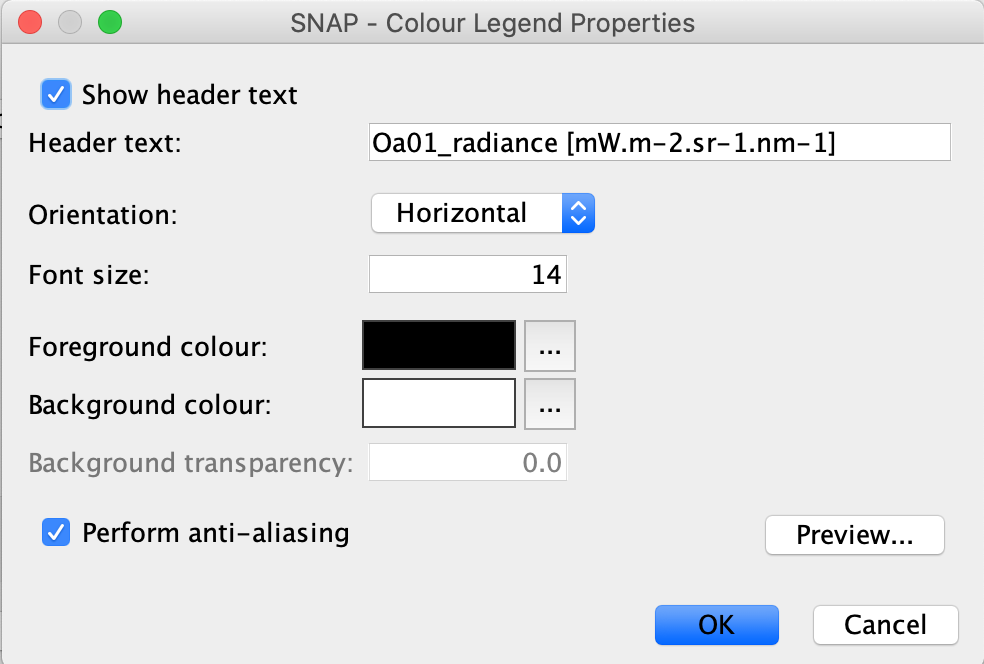 SNAP - Colour Legend Properties
Show header text
Header text: Oa01_radiance [mW.m-2.sr-1.nm-1]
Orientation: Horizontal
Font size: 14
Foreground colour: ...
Background colour: ...
Background transparency: 0.0
Perform anti-aliasing
Preview...
OK Cancel